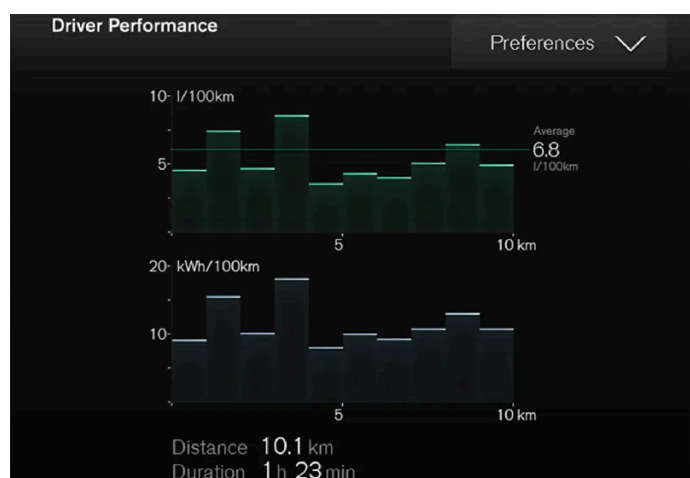 Driver Performance
Preferences
10- l/100km
Average
6.8
l/100km
5-
5
10 km
20- kWh/100km
10-
5
10 km
Distance 10.1 km
Duration 1 h 23 min